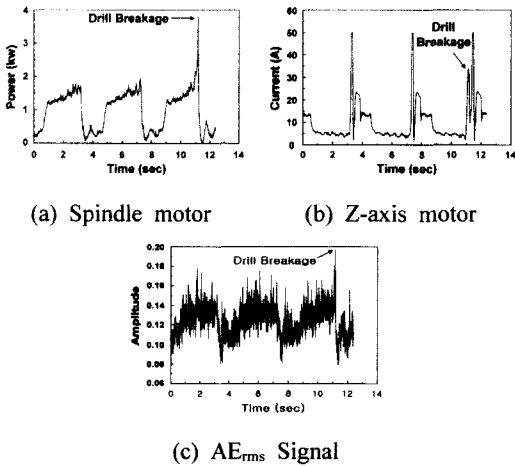 Drill Breakage
Power (kw)
4
3
2
1
0
0 2 4 6 8 10 12 14
Time (sec)
(a) Spindle motor
Drill
Breakage
Current (A)
60
50
40
30
20
10
0
0 2 4 6 8 10 12 14
Time (sec)
(b) Z-axis motor
Drill Breakage
Amplitude
0.20
0.18
0.16
0.14
0.12
0.10
0.08
0.06
0 2 4 6 8 10 12 14
Time (sec)
(c) AErms Signal